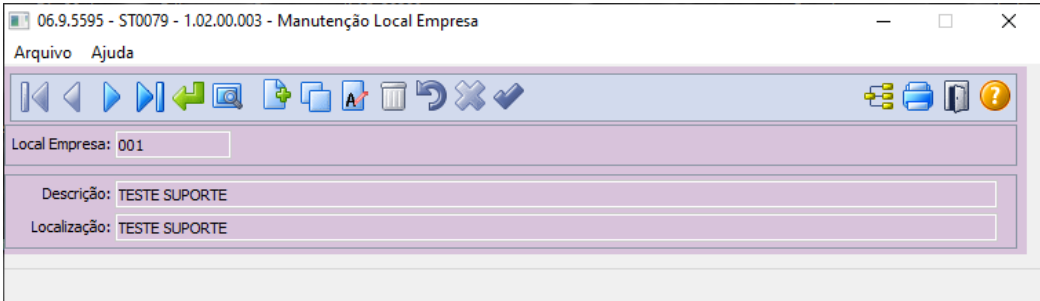 06.9.5595 - ST0079 - 1.02.00.003 - Manutenção Local Empresa
Arquivo Ajuda
Local Empresa: 001
Descrição: TESTE SUPORTE
Localização: TESTE SUPORTE